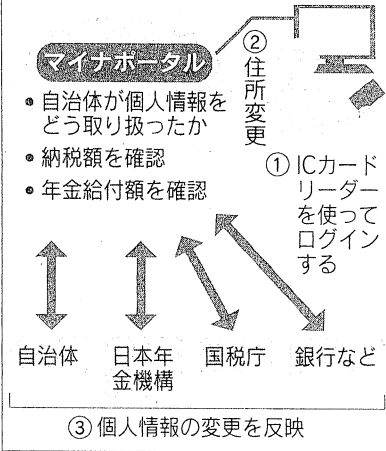 マイナポータル
• 自治体が個人情報を
どう取り扱ったか
• 納税額を確認
• 年金給付額を確認
②
住所変更
① ICカード
リーダー
を使って
ログイン
する
自治体
日本年
金機構
国税庁
銀行など
③ 個人情報の変更を反映